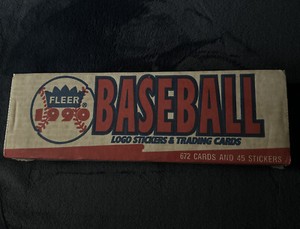 FLEER®
1990
BASEBALL
LOGO STICKERS & TRADING CARDS
672 CARDS AND 45 STICKERS